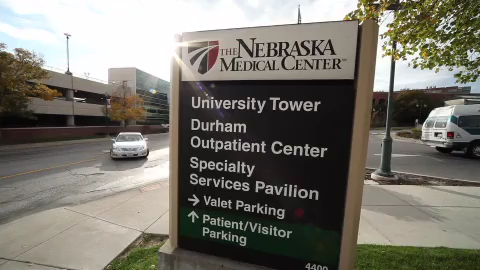 THE NEBRASKA
MEDICAL CENTER
University Tower
Durham
Outpatient Center
Specialty
Services Pavilion
→ Valet Parking
↑ Patient/Visitor
Parking
4400